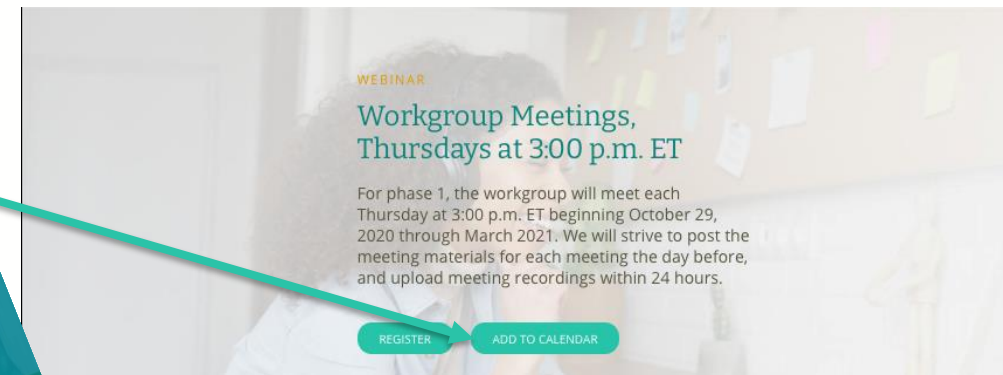 WEBINAR
Workgroup Meetings,
Thursdays at 3:00 p.m. ET
For phase 1, the workgroup will meet each
Thursday at 3:00 p.m. ET beginning October 29,
2020 through March 2021. We will strive to post the
meeting materials for each meeting the day before,
and upload meeting recordings within 24 hours.
REGISTER ADD TO CALENDAR